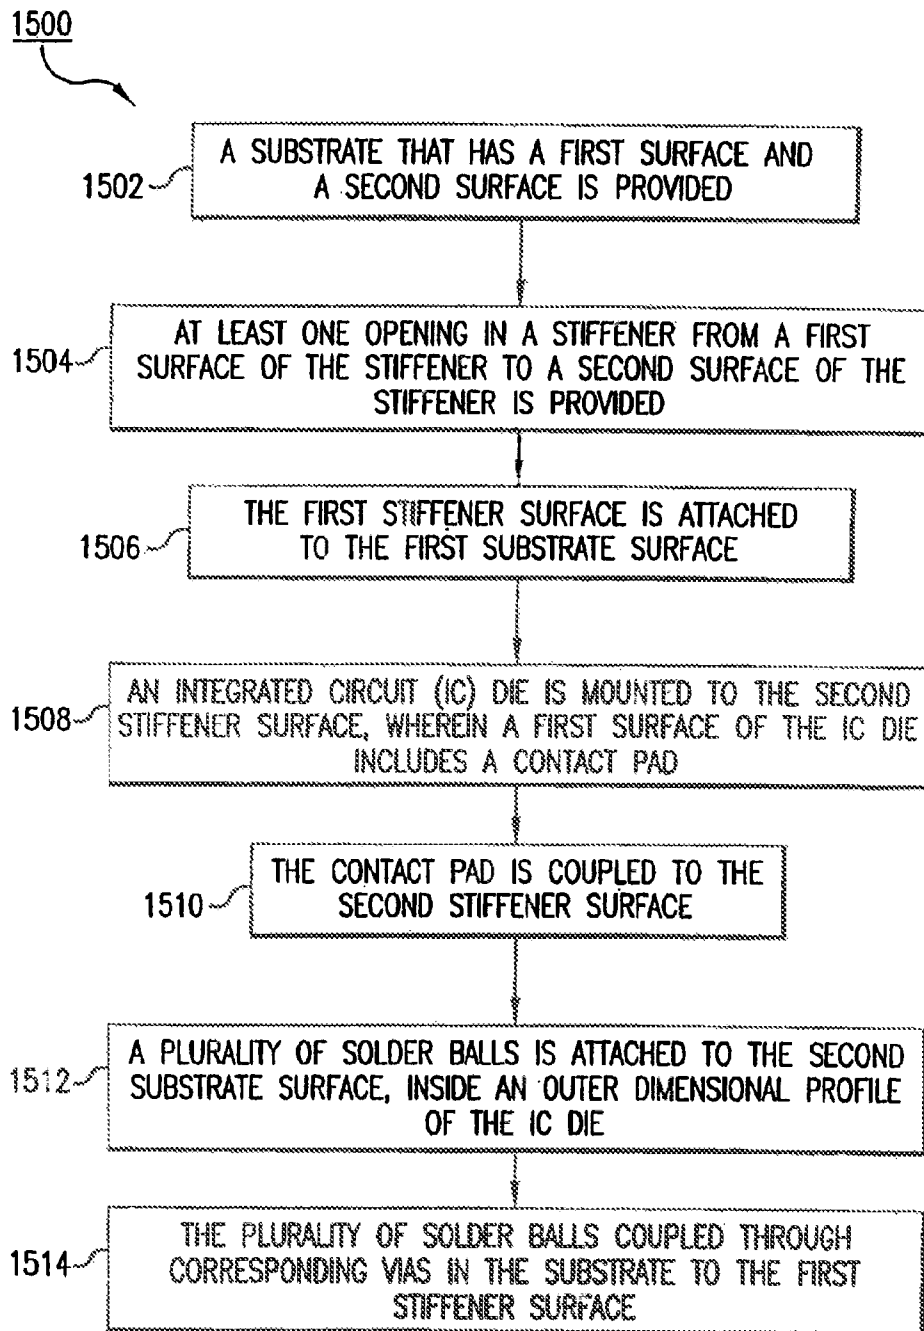 1500
A SUBSTRATE THAT HAS A FIRST SURFACE AND
A SECOND SURFACE IS PROVIDED
1502
AT LEAST ONE OPENING IN A STIFFENER FROM A FIRST
SURFACE OF THE STIFFENER TO A SECOND SURFACE OF THE
STIFFENER IS PROVIDED
1504
THE FIRST STIFFENER SURFACE IS ATTACHED
TO THE FIRST SUBSTRATE SURFACE
1506
AN INTEGRATED CIRCUIT (IC) DIE IS MOUNTED TO THE SECOND
STIFFENER SURFACE, WHEREIN A FIRST SURFACE OF THE IC DIE
INCLUDES A CONTACT PAD
1508
THE CONTACT PAD IS COUPLED TO THE
SECOND STIFFENER SURFACE
1510
A PLURALITY OF SOLDER BALLS IS ATTACHED TO THE SECOND
SUBSTRATE SURFACE, INSIDE AN OUTER DIMENSIONAL PROFILE
OF THE IC DIE
1512
THE PLURALITY OF SOLDER BALLS COUPLED THROUGH
CORRESPONDING VIAS IN THE SUBSTRATE TO THE FIRST
STIFFENER SURFACE
1514